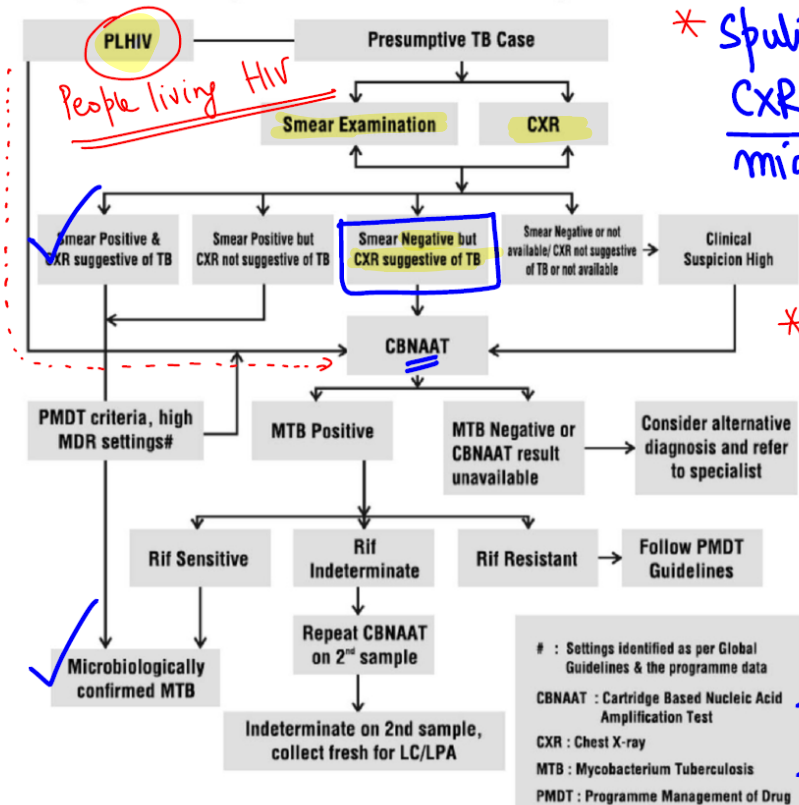 PLHIV
Presumptive TB Case
* Sputu
People living HIV
CXR
Smear Examination
CXR
mic
Smear Positive &
CXR suggestive of TB
Smear Positive but
CXR not suggestive of TB
Smear Negative but
CXR suggestive of TB
Smear Negative or not
available/ CXR not suggestive
of TB or not available
Clinical
Suspicion High
*
CBNAAT
PMDT criteria, high
MDR settings#
MTB Positive
MTB Negative or
CBNAAT result
unavailable
Consider alternative
diagnosis and refer
to specialist
Rif Sensitive
Rif
Indeterminate
Rif Resistant
Follow PMDT
Guidelines
Repeat CBNAAT
on 2nd sample
Microbiologically
confirmed MTB
Indeterminate on 2nd sample,
collect fresh for LC/LPA
# : Settings identified as per Global
Guidelines & the programme data
CBNAAT : Cartridge Based Nucleic Acid
Amplification Test
CXR : Chest X-ray
MTB : Mycobacterium Tuberculosis
PMDT : Programme Management of Drug